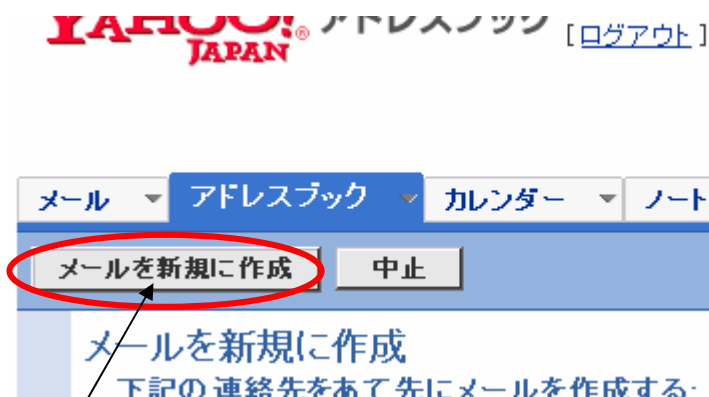 YAHOO!® アドレスブック [ログアウト]
JAPAN
メール アドレスブック カレンダー ノート
メールを新規に作成 中止
メールを新規に作成
下記の連絡先をあて先にメールを作成する: